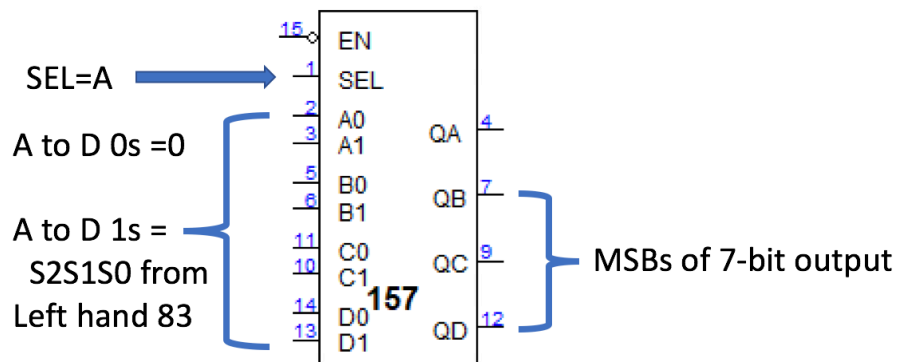 15 EN
SEL=A 1 SEL
2 A0
A to D 0s =0 3 A1 QA 4
5 B0 QB 7
A to D 1s = 6 B1
S2S1S0 from 11 C0 QC 9 MSBs of 7-bit output
10 C1
Left hand 83 157
14 D0 QD 12
13 D1